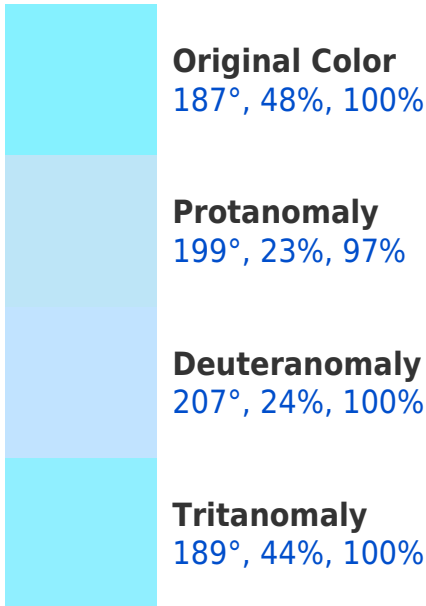 Original Color
187°, 48%, 100%
Protanomaly
199°, 23%, 97%
Deuteranomaly
207°, 24%, 100%
Tritanomaly
189°, 44%, 100%